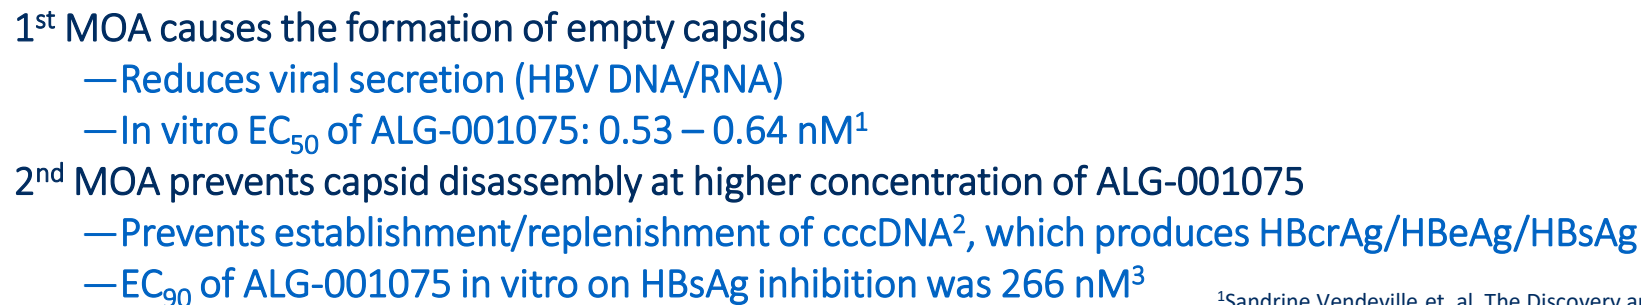 1st MOA causes the formation of empty capsids
—Reduces viral secretion (HBV DNA/RNA)
—In vitro EC50 of ALG-001075: 0.53 – 0.64 nM1
2nd MOA prevents capsid disassembly at higher concentration of ALG-001075
—Prevents establishment/replenishment of cccDNA2, which produces HBcrAg/HBeAg/HBsAg
—EC90 of ALG-001075 in vitro on HBsAg inhibition was 266 nM3
1Sandrine Vendeville et. al. The Discovery